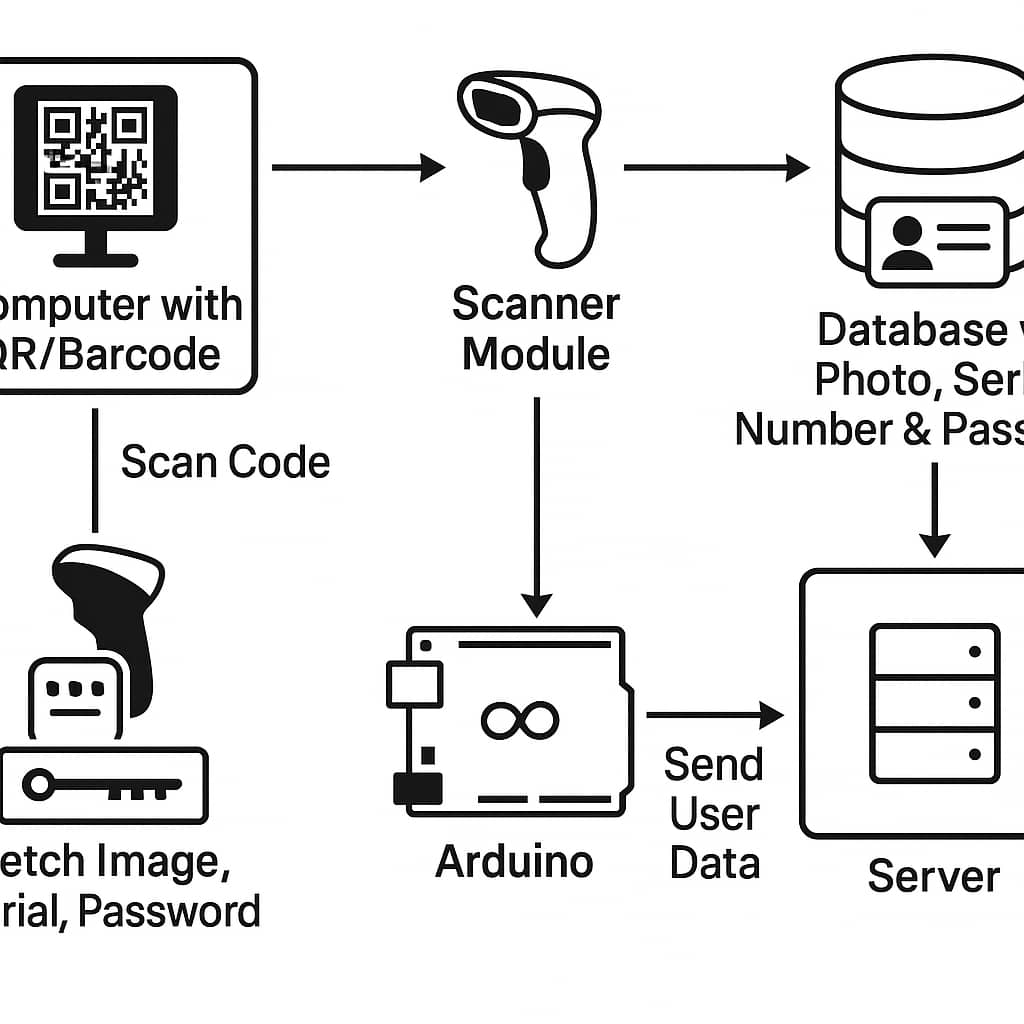 omputer with
QR/Barcode
Scanner
Module
Database
Photo, Seri
Number & Pass
Scan Code
Send
User
Data
Arduino
Server
etch Image,
rial, Password